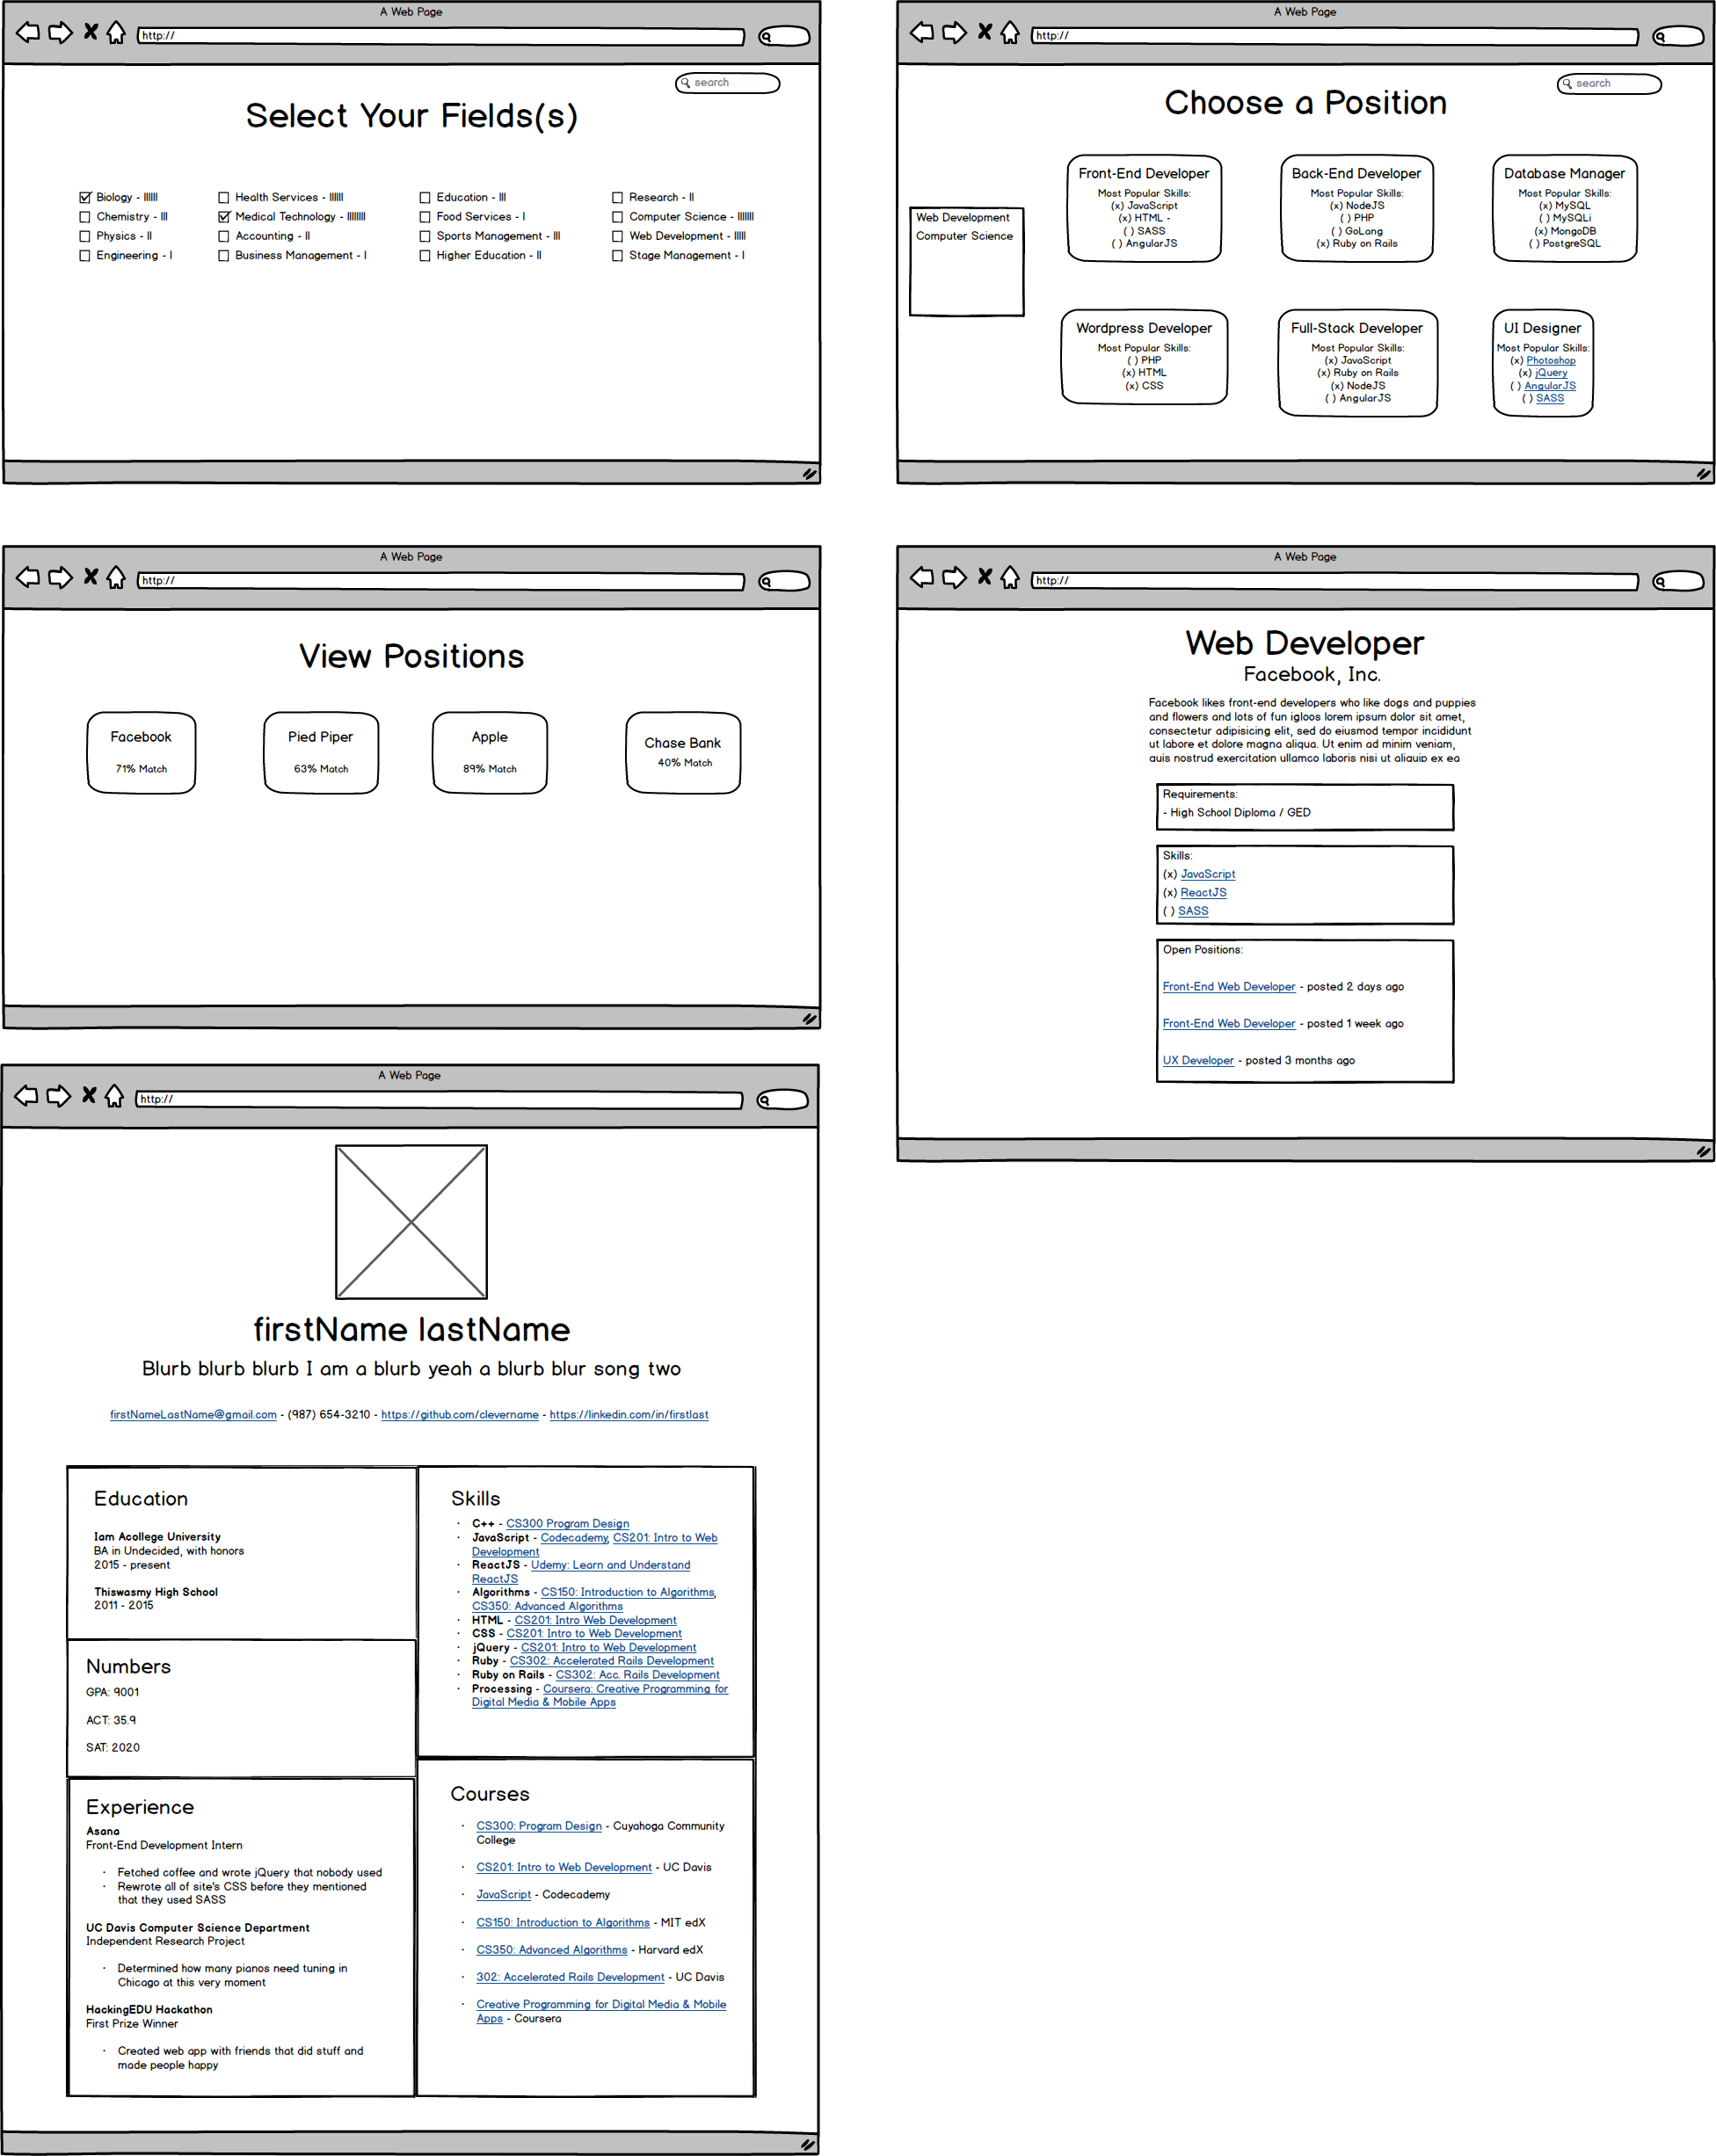 A Web Page
http://
search
Select Your Fields(s)
Biology - llllll
Chemistry - lll
Physics - ll
Engineering - l
Health Services - llllll
Medical Technology - llllllll
Accounting - ll
Business Management - l
Education - lll
Food Services - l
Sports Management - lll
Higher Education - ll
Research - ll
Computer Science - lllllll
Web Development - lllll
Stage Management - l
A Web Page
http://
search
Choose a Position
Web Development
Computer Science
Front-End Developer
Most Popular Skills:
(x) JavaScript
(x) HTML -
( ) SASS
( ) AngularJS
Back-End Developer
Most Popular Skills:
(x) NodeJS
( ) PHP
( ) GoLang
(x) Ruby on Rails
Database Manager
Most Popular Skills:
(x) MySQL
( ) MySQLi
(x) MongoDB
( ) PostgreSQL
Wordpress Developer
Most Popular Skills:
( ) PHP
(x) HTML
(x) CSS
Full-Stack Developer
Most Popular Skills:
(x) JavaScript
(x) Ruby on Rails
(x) NodeJS
( ) AngularJS
UI Designer
Most Popular Skills:
(x) Photoshop
(x) jQuery
( ) AngularJS
( ) SASS
A Web Page
http://
View Positions
Facebook
71% Match
Pied Piper
63% Match
Apple
89% Match
Chase Bank
40% Match
A Web Page
http://
Web Developer
Facebook, Inc.
Facebook likes front-end developers who like dogs and puppies
and flowers and lots of fun igloos lorem ipsum dolor sit amet,
consectetur adipisicing elit, sed do eiusmod tempor incididunt
ut labore et dolore magna aliqua. Ut enim ad minim veniam,
quis nostrud exercitation ullamco laboris nisi ut aliquip ex ea
Requirements:
- High School Diploma / GED
Skills:
(x) JavaScript
(x) ReactJS
( ) SASS
Open Positions:
Front-End Web Developer - posted 2 days ago
Front-End Web Developer - posted 1 week ago
UX Developer - posted 3 months ago
A Web Page
http://
firstName lastName
Blurb blurb blurb I am a blurb yeah a blurb blur song two
firstNameLastName@gmail.com - (987) 654-3210 - https://github.com/clevername - https://linkedin.com/in/firstlast
Education
Iam Acollege University
BA in Undecided, with honors
2015 - present
Thiswasmy High School
2011 - 2015
Numbers
GPA: 9001
ACT: 35.9
SAT: 2020
Experience
Asana
Front-End Development Intern
· Fetched coffee and wrote jQuery that nobody used
· Rewrote all of site's CSS before they mentioned
that they used SASS
UC Davis Computer Science Department
Independent Research Project
· Determined how many pianos need tuning in
Chicago at this very moment
HackingEDU Hackathon
First Prize Winner
· Created web app with friends that did stuff and
made people happy
Skills
· C++ - CS300 Program Design
· JavaScript - Codecademy, CS201: Intro to Web
Development
· ReactJS - Udemy: Learn and Understand
ReactJS
· Algorithms - CS150: Introduction to Algorithms,
CS350: Advanced Algorithms
· HTML - CS201: Intro Web Development
· CSS - CS201: Intro to Web Development
· jQuery - CS201: Intro to Web Development
· Ruby - CS302: Accelerated Rails Development
· Ruby on Rails - CS302: Acc. Rails Development
· Processing - Coursera: Creative Programming for
Digital Media & Mobile Apps
Courses
· CS300: Program Design - Cuyahoga Community
College
· CS201: Intro to Web Development - UC Davis
· JavaScript - Codecademy
· CS150: Introduction to Algorithms - MIT edX
· CS350: Advanced Algorithms - Harvard edX
· 302: Accelerated Rails Development - UC Davis
· Creative Programming for Digital Media & Mobile
Apps - Coursera